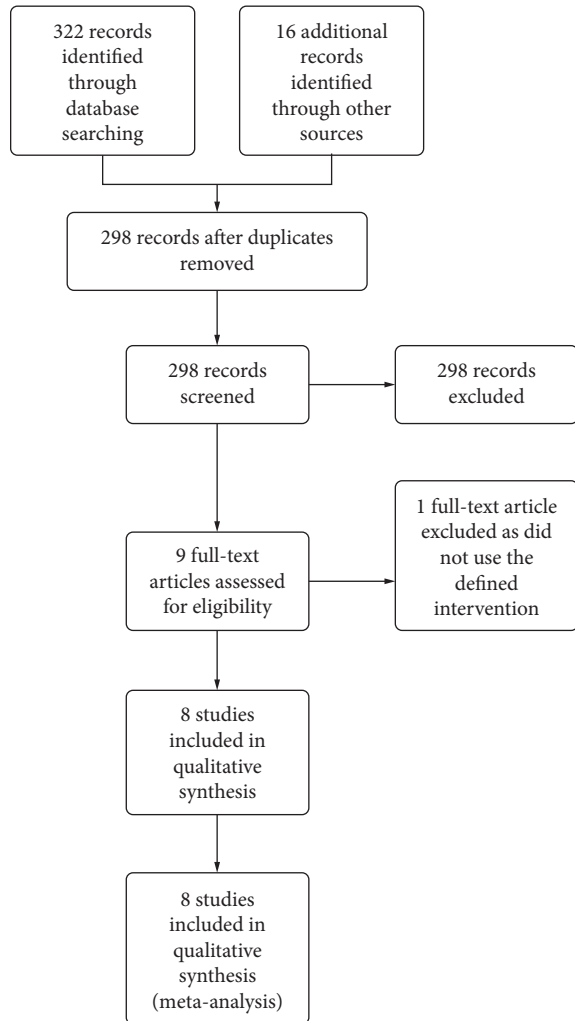 322 records
identified
through
database
searching
16 additional
records
identified
through other
sources
298 records after duplicates
removed
298 records
screened
298 records
excluded
9 full-text
articles assessed
for eligibility
1 full-text article
excluded as did
not use the
defined
intervention
8 studies
included in
qualitative
synthesis
8 studies
included in
qualitative
synthesis
(meta-analysis)